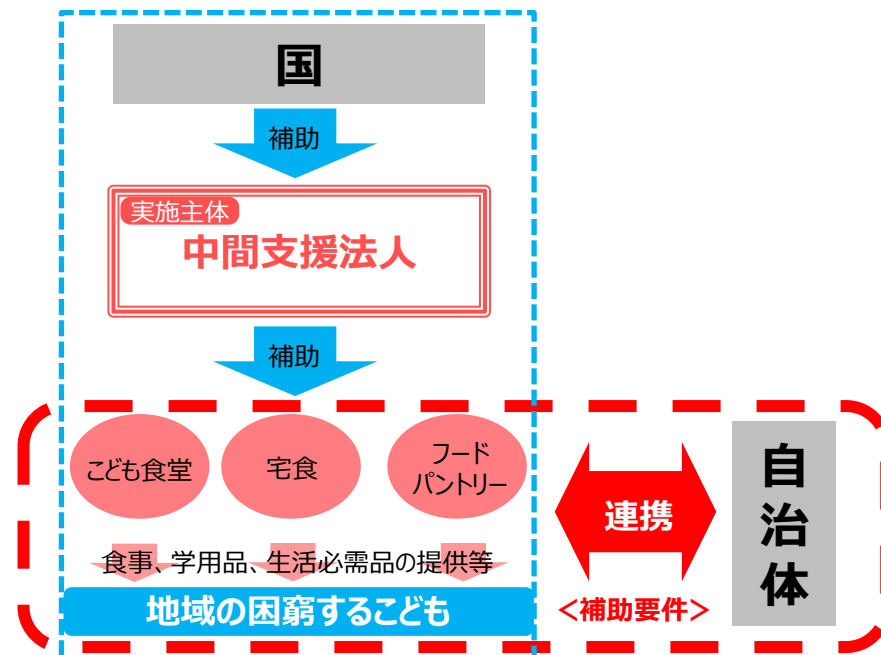 国
補助
実施主体
中間支援法人
補助
こども食堂
宅食
フード
パントリー
連携
自治体
食事、学用品、生活必需品の提供等
地域の困窮するこども
＜補助要件＞